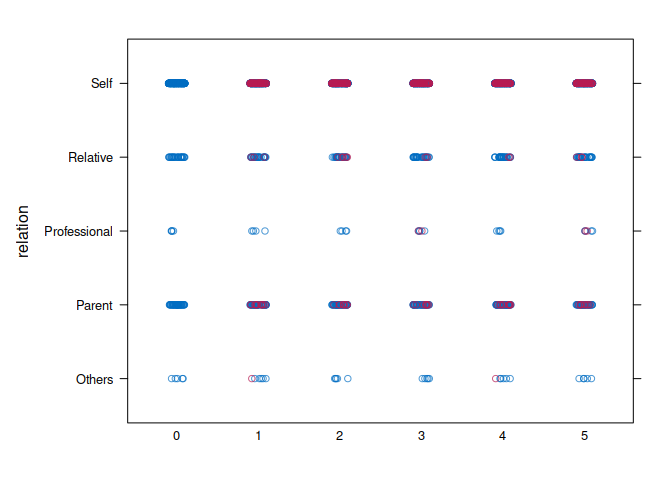 relation
Self
Relative
Professional
Parent
Others
0 1 2 3 4 5